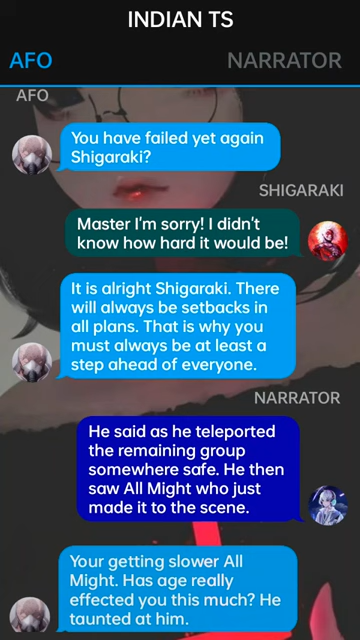 INDIAN TS
AFO NARRATOR
AFO
You have failed yet again
Shigaraki?
SHIGARAKI
Master I'm sorry! I didn't
know how hard it would be!
It is alright Shigaraki. There
will always be setbacks in
all plans. That is why you
must always be at least a
step ahead of everyone.
NARRATOR
He said as he teleported
the remaining group
somewhere safe. He then
saw All Might who just
made it to the scene.
Your getting slower All
Might. Has age really
effected you this much? He
taunted at him.